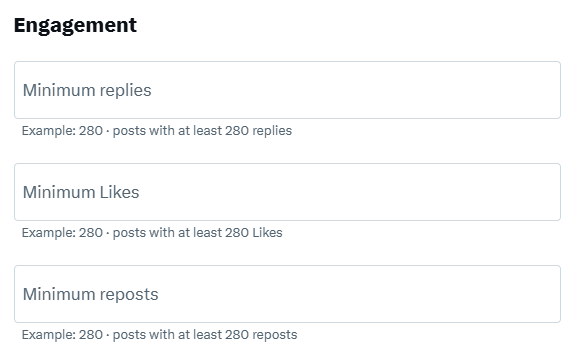 Engagement
Minimum replies
Example: 280 · posts with at least 280 replies
Minimum Likes
Example: 280 · posts with at least 280 Likes
Minimum reposts
Example: 280 · posts with at least 280 reposts